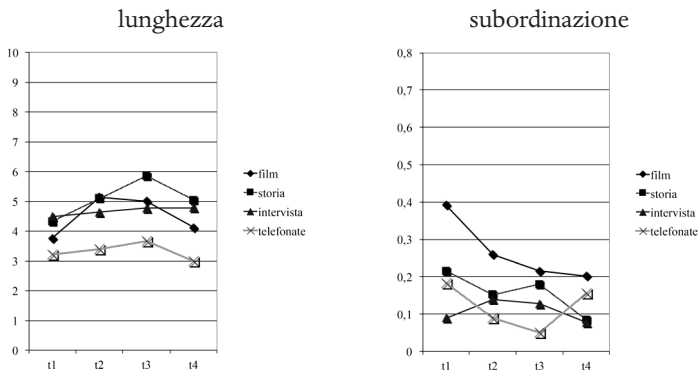 lunghezza
10
9
8
7
6
5
4
3
2
1
0
t1 t2 t3 t4
film
storia
intervista
telefonate
subordinazione
0,8
0,7
0,6
0,5
0,4
0,3
0,2
0,1
0
t1 t2 t3 t4
film
storia
intervista
telefonate